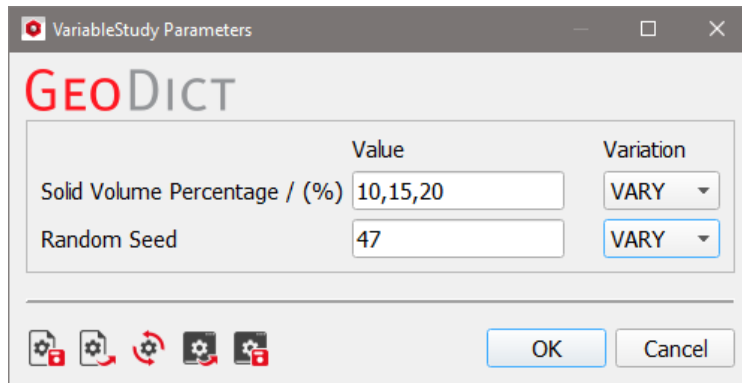 VariableStudy Parameters
GEODICT
Value Variation
Solid Volume Percentage / (%) 10,15,20 VARY
Random Seed 47 VARY
OK Cancel